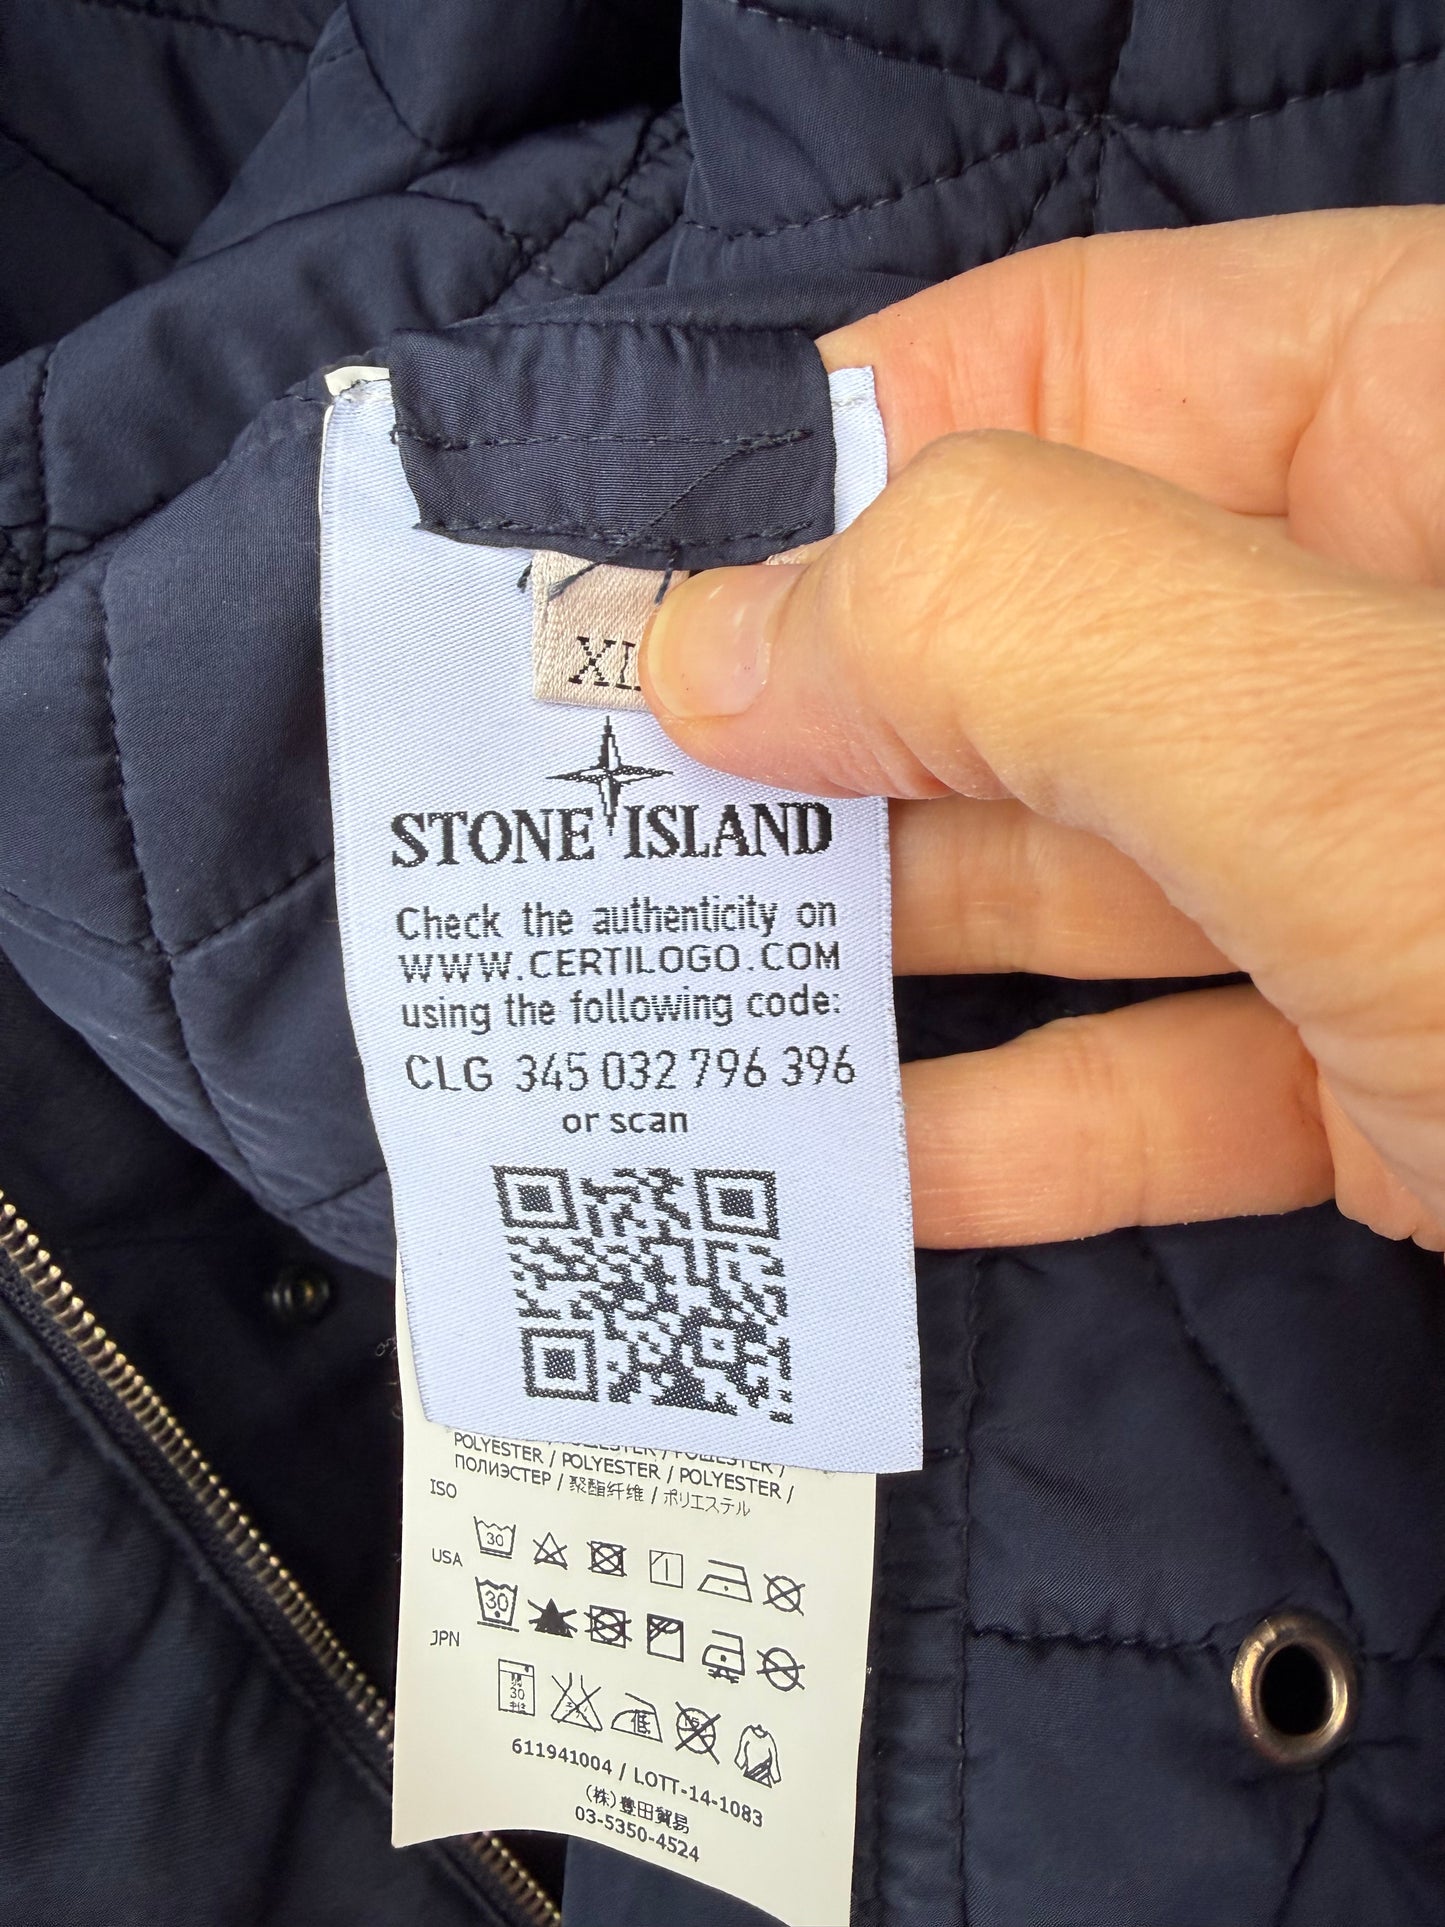 XL
STONE ISLAND
Check the authenticity on
WWW.CERTILOGO.COM
using the following code:
CLG 345 032 796 396
or scan
POLYESTER / POLYESTER / POLYESTER /
ПОЛИЭСТЕР / 聚酯纤维 / ポリエステル
ISO
30
USA
30
JPN
30
低
611941004 / LOTT-14-1083
(株)豊田貿易
03-5350-4524